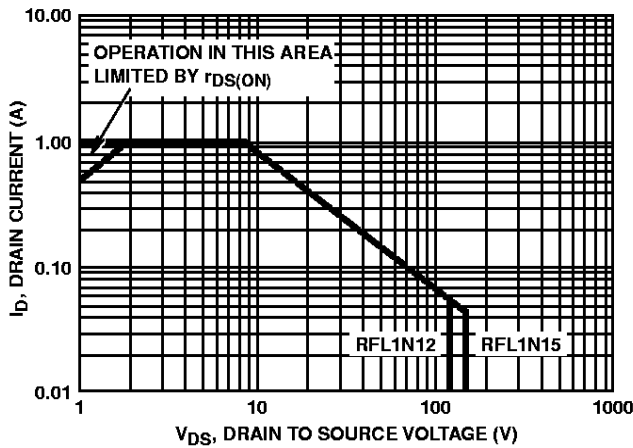 10.00
OPERATION IN THIS AREA
LIMITED BY rDS(ON)
1.00
0.10
0.01
ID, DRAIN CURRENT (A)
RFL1N12
RFL1N15
1
10
100
1000
VDS, DRAIN TO SOURCE VOLTAGE (V)